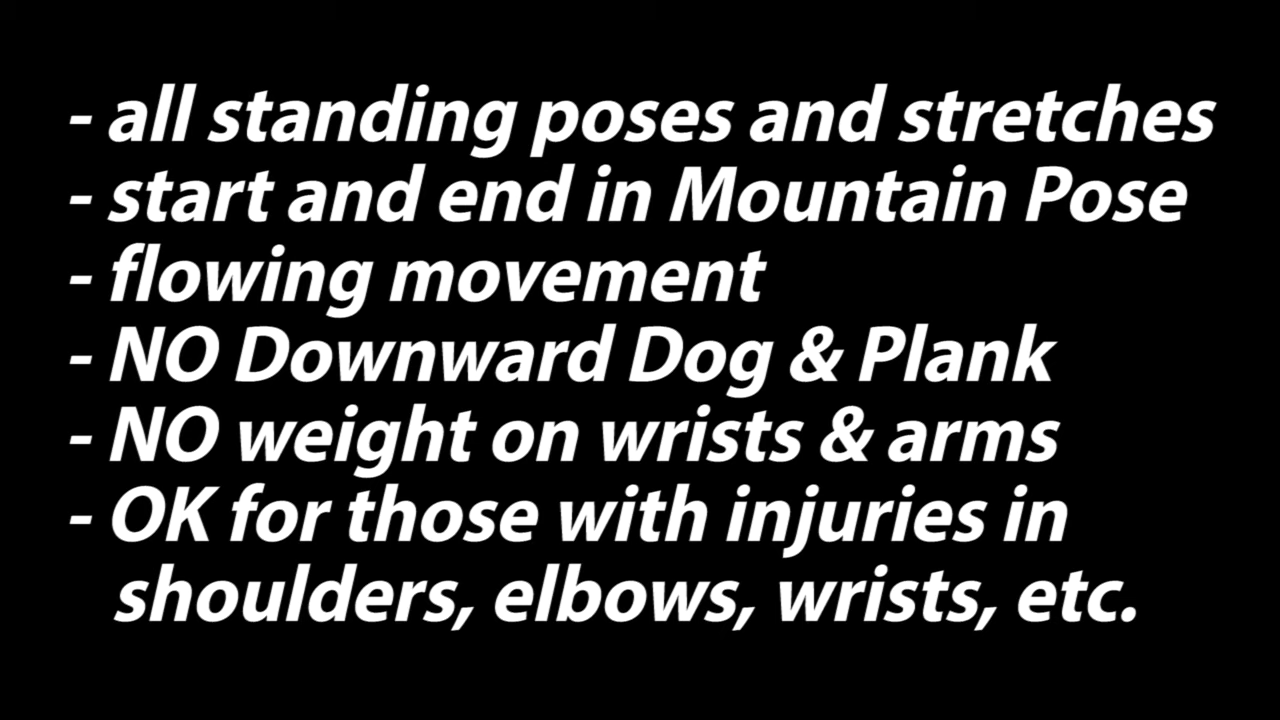 - all standing poses and stretches
- start and end in Mountain Pose
- flowing movement
- NO Downward Dog & Plank
- NO weight on wrists & arms
- OK for those with injuries in
shoulders, elbows, wrists, etc.